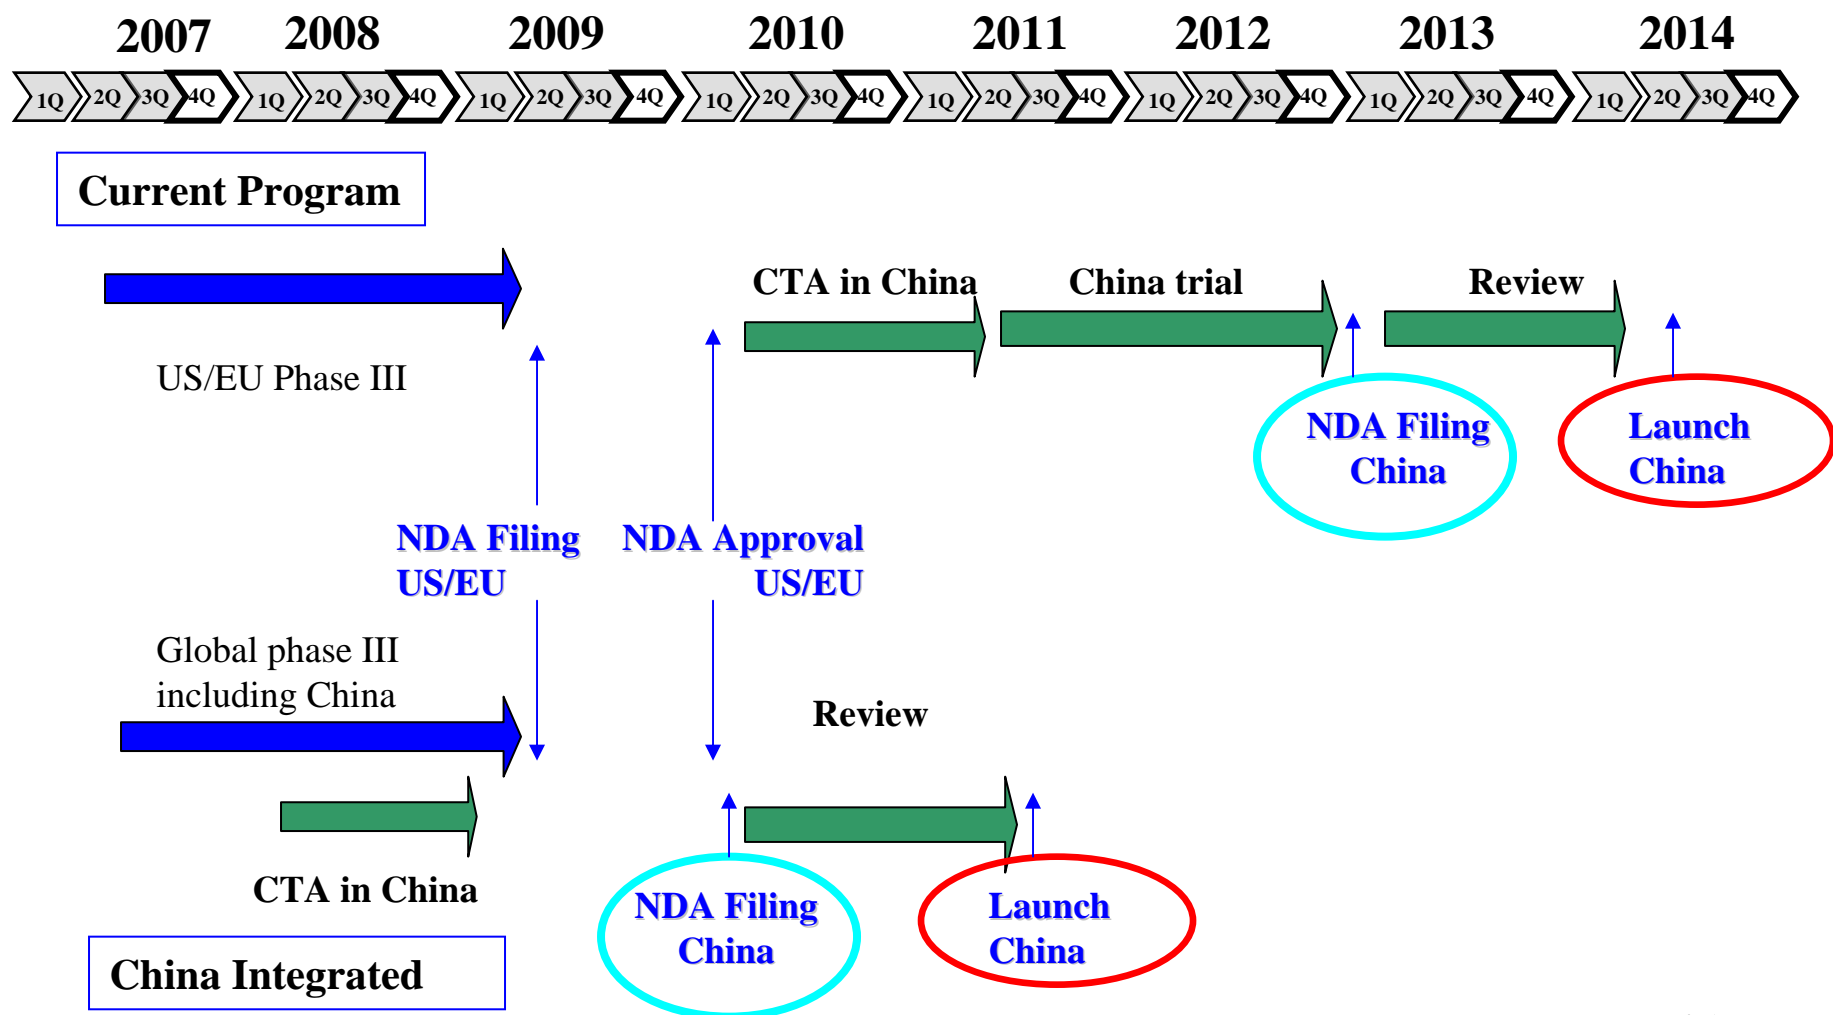 2007 2008 2009 2010 2011 2012 2013 2014
1Q 2Q 3Q 4Q 1Q 2Q 3Q 4Q 1Q 2Q 3Q 4Q 1Q 2Q 3Q 4Q 1Q 2Q 3Q 4Q 1Q 2Q 3Q 4Q 1Q 2Q 3Q 4Q 1Q 2Q 3Q 4Q
Current Program
CTA in China China trial Review
US/EU Phase III
NDA Filing
China
Launch
China
NDA Filing
US/EU
NDA Approval
US/EU
Global phase III
including China
Review
CTA in China
NDA Filing
China
Launch
China
China Integrated